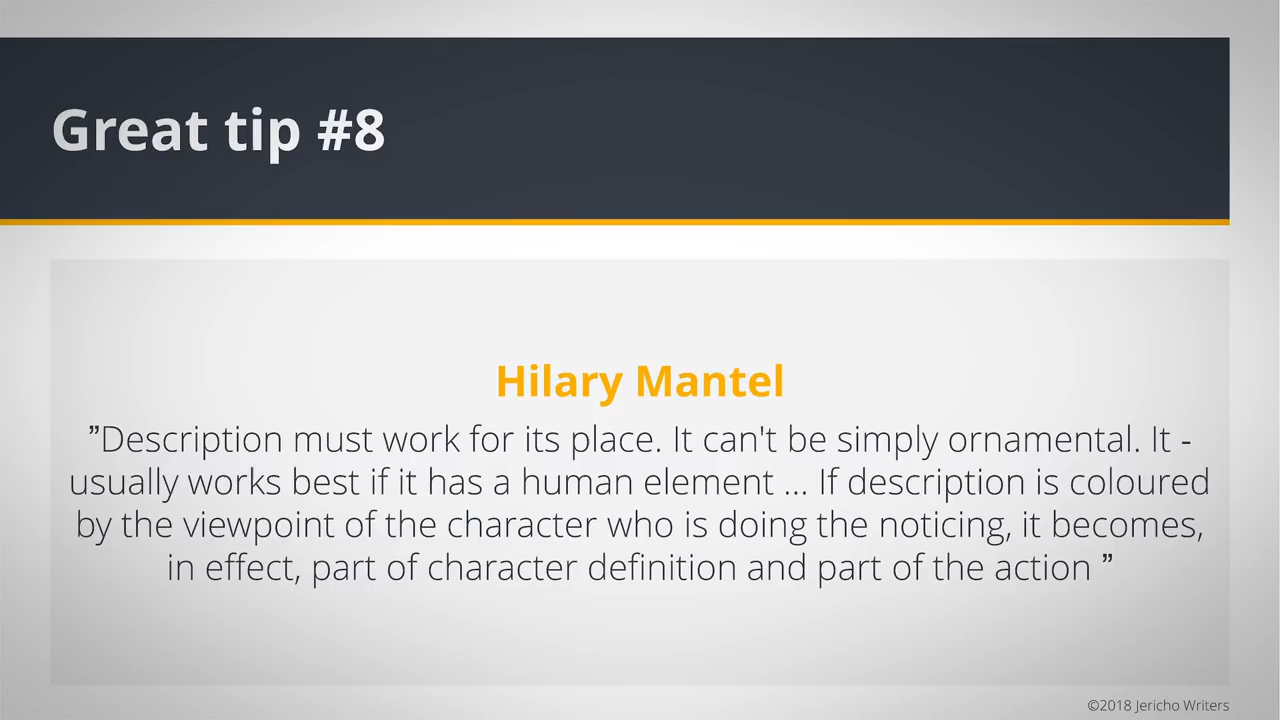 Great tip #8
Hilary Mantel
”Description must work for its place. It can't be simply ornamental. It -
usually works best if it has a human element ... If description is coloured
by the viewpoint of the character who is doing the noticing, it becomes,
in effect, part of character definition and part of the action ”
©2018 Jericho Writers